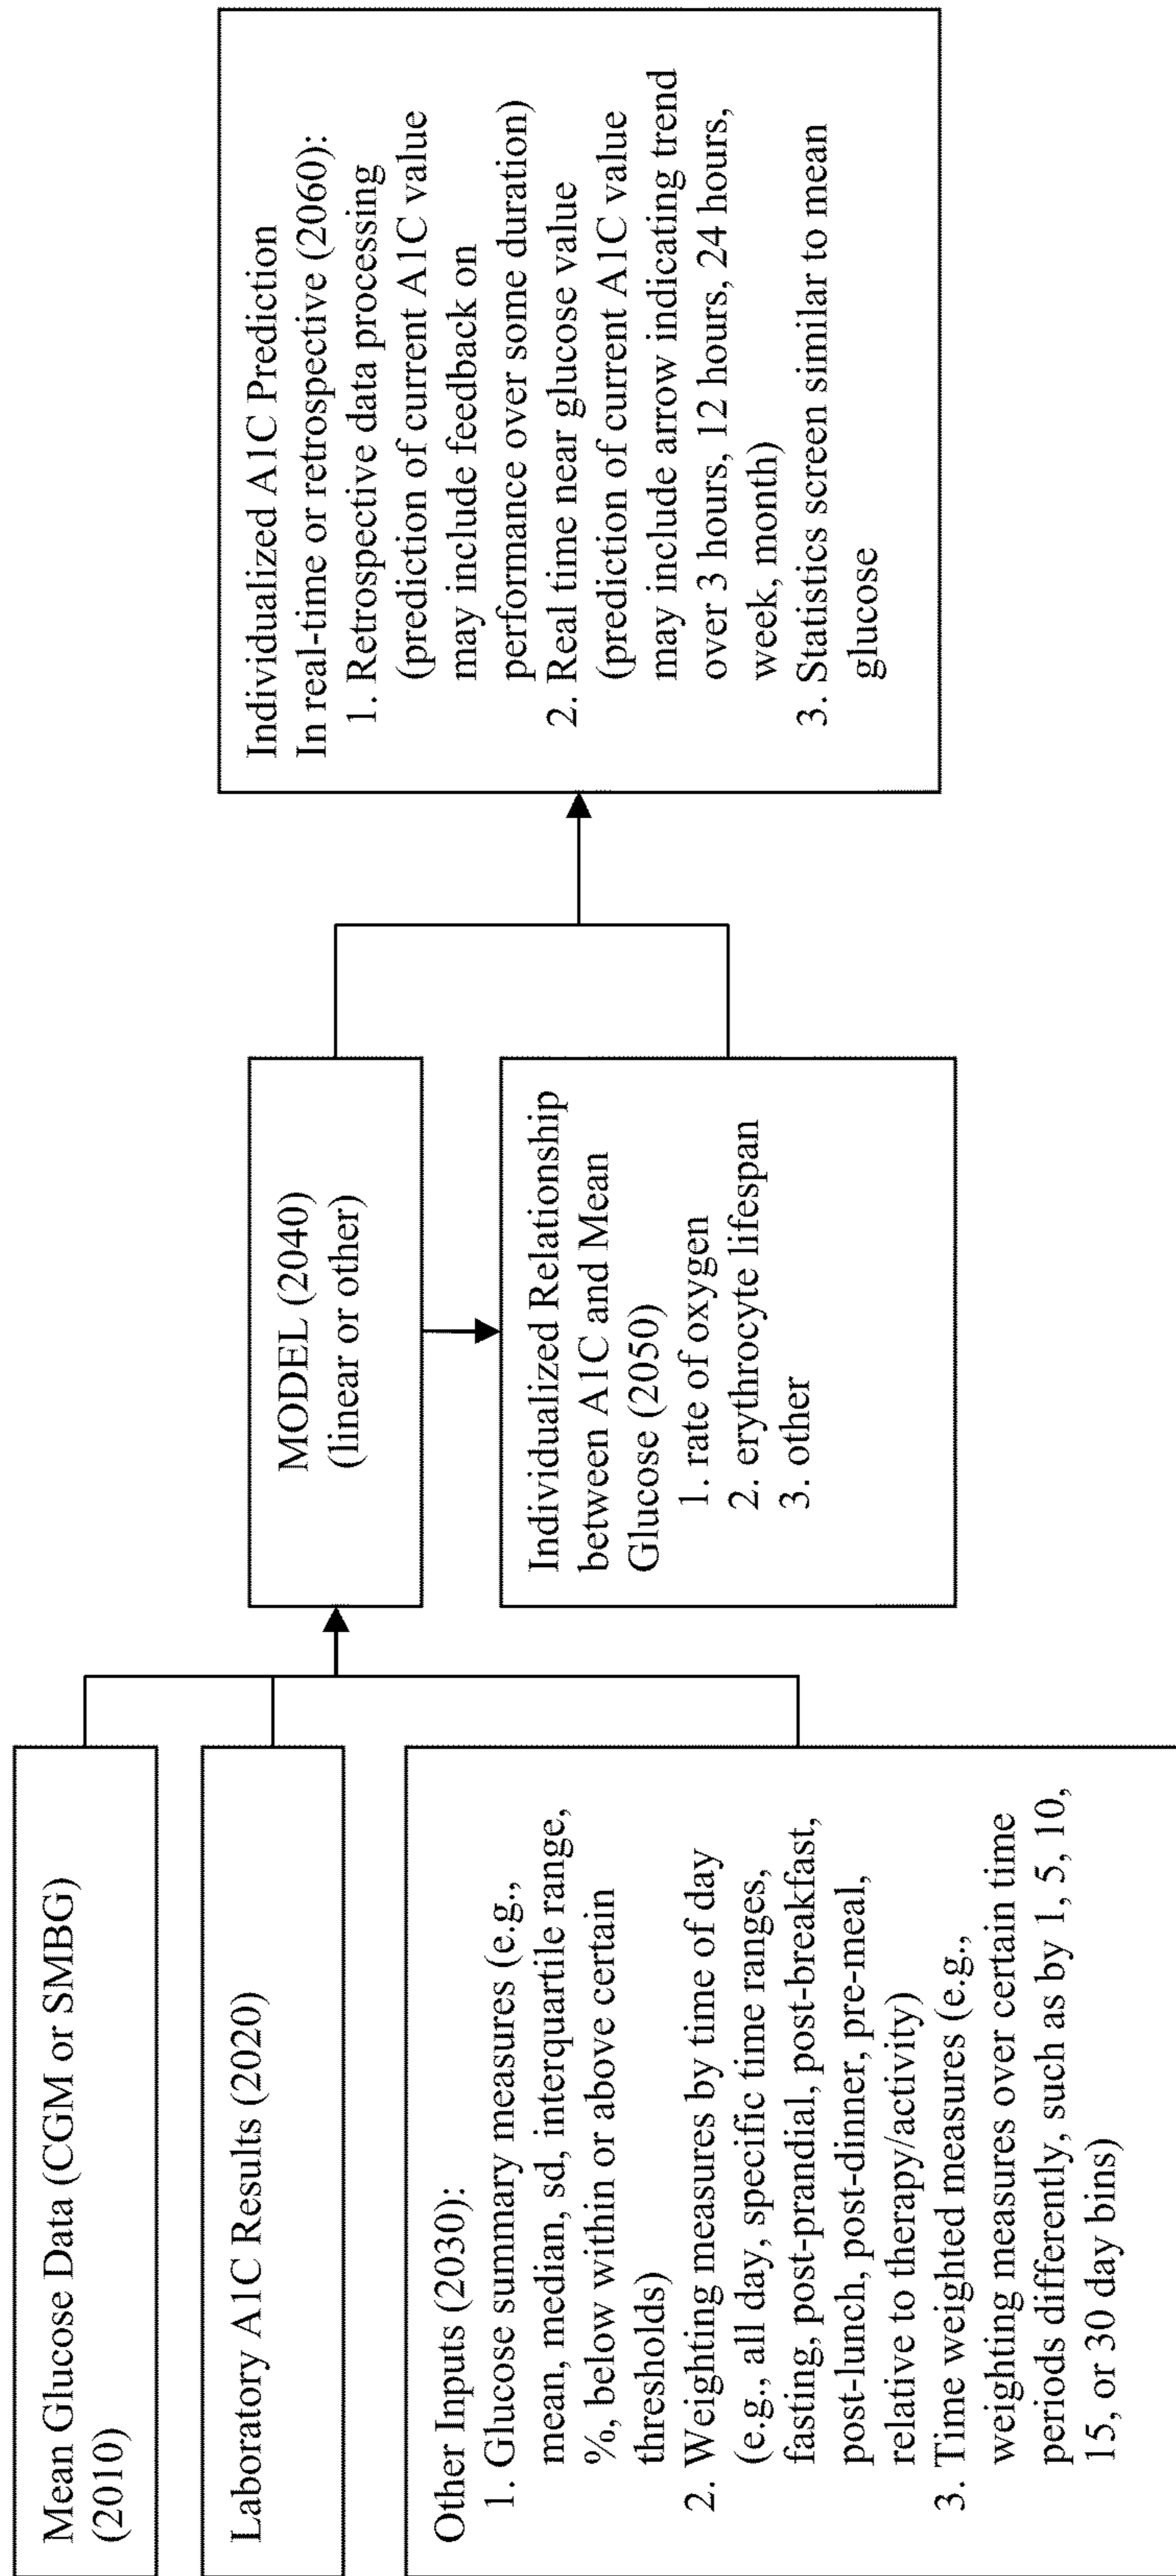 Mean Glucose Data (CGM or SMBG)
(2010)
Laboratory A1C Results (2020)
Other Inputs (2030):
1. Glucose summary measures (e.g.,
mean, median, sd, interquartile range,
%, below within or above certain
thresholds)
2. Weighting measures by time of day
(e.g., all day, specific time ranges,
fasting, post-prandial, post-breakfast,
post-lunch, post-dinner, pre-meal,
relative to therapy/activity)
3. Time weighted measures (e.g.,
weighting measures over certain time
periods differently, such as by 1, 5, 10,
15, or 30 day bins)
MODEL (2040)
(linear or other)
Individualized Relationship
between A1C and Mean
Glucose (2050)
1. rate of oxygen
2. erythrocyte lifespan
3. other
Individualized A1C Prediction
In real-time or retrospective (2060):
1. Retrospective data processing
(prediction of current A1C value
may include feedback on
performance over some duration)
2. Real time near glucose value
(prediction of current A1C value
may include arrow indicating trend
over 3 hours, 12 hours, 24 hours,
week, month)
3. Statistics screen similar to mean
glucose